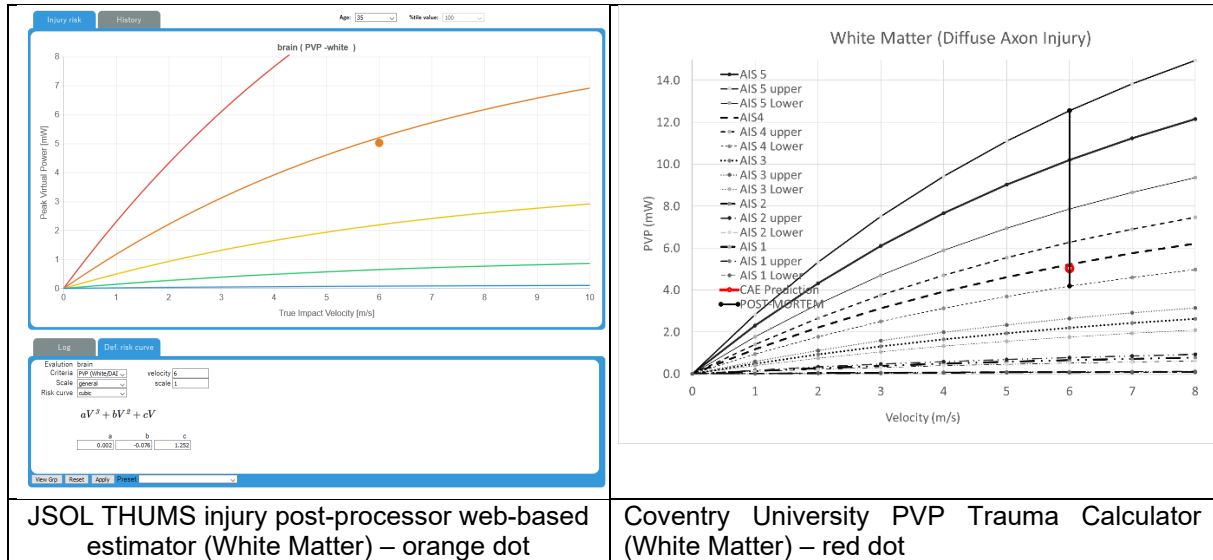 Injury risk
History
Age: 35
%tile value: 100
brain ( PVP -white )
8
7
6
5
4
3
2
1
0
Peak Virtual Power [mW]
0 1 2 3 4 5 6 7 8 9 10
True Impact Velocity [m/s]
Log
Def. risk curve
Evalution brain
Criteria PVP (White/DAI velocity 6
Scale general scale 1
Risk curve cubic
aV³ + bV² + cV
a b c
0.002 -0.076 1.252
View Grp Reset Apply Preset
White Matter (Diffuse Axon Injury)
14.0
12.0
10.0
8.0
6.0
4.0
2.0
0.0
PVP (mW)
AIS 5
AIS 5 upper
AIS 5 Lower
AIS4
AIS 4 upper
AIS 4 Lower
AIS 3
AIS 3 upper
AIS 3 Lower
AIS 2
AIS 2 upper
AIS 2 Lower
AIS 1
AIS 1 upper
AIS 1 Lower
CAE Prediction
POST-MORTEM
0 1 2 3 4 5 6 7 8
Velocity (m/s)
JSOL THUMS injury post-processor web-based
estimator (White Matter) – orange dot
Coventry University PVP Trauma Calculator
(White Matter) – red dot